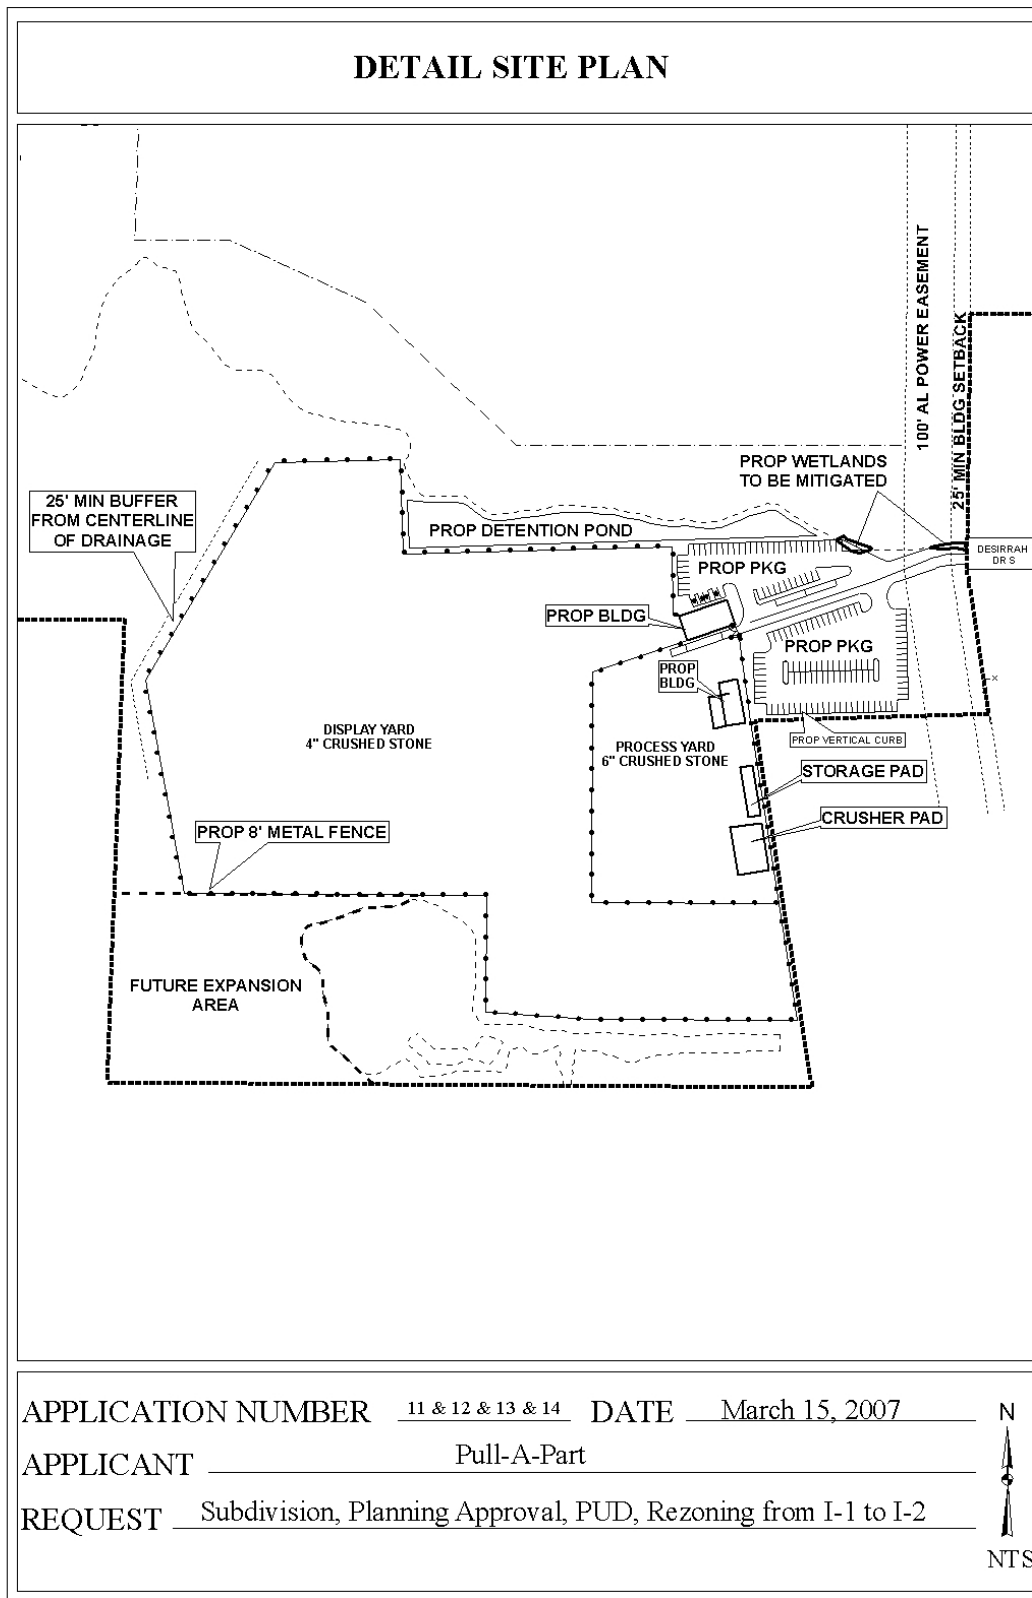 DETAIL SITE PLAN
100' AL POWER EASEMENT
25' MIN BLDG SETBACK
PROP WETLANDS
TO BE MITIGATED
25' MIN BUFFER
FROM CENTERLINE
OF DRAINAGE
PROP DETENTION POND
DESIRRAH
DR S
PROP PKG
PROP BLDG
PROP PKG
PROP
BLDG
DISPLAY YARD
4" CRUSHED STONE
PROCESS YARD
6" CRUSHED STONE
PROP VERTICAL CURB
STORAGE PAD
CRUSHER PAD
PROP 8' METAL FENCE
FUTURE EXPANSION
AREA
APPLICATION NUMBER 11 & 12 & 13 & 14 DATE March 15, 2007
N
APPLICANT Pull-A-Part
REQUEST Subdivision, Planning Approval, PUD, Rezoning from I-1 to I-2
NTS